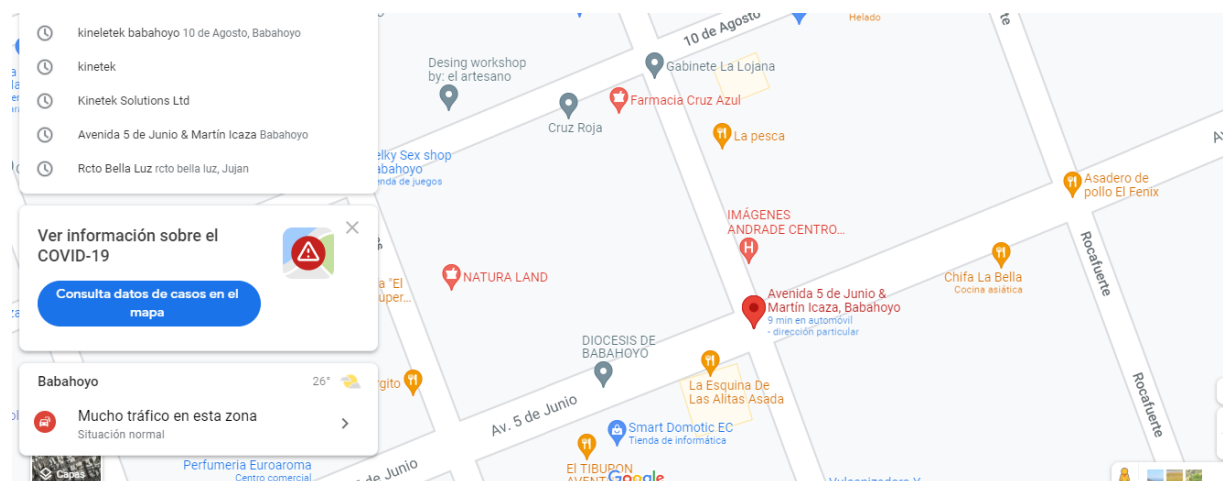 kineletek babahoyo 10 de Agosto, Babahoyo
kinetek
Kinetek Solutions Ltd
Avenida 5 de Junio & Martín Icaza Babahoyo
Rcto Bella Luz rcto bella luz, Jujan
Ver información sobre el
COVID-19
Consulta datos de casos en el
mapa
Babahoyo
26°
Mucho tráfico en esta zona
Situación normal
Capas
Helado
10 de Agosto
Desing workshop
by: el artesano
Gabinete La Lojana
Farmacia Cruz Azul
Cruz Roja
La pesca
Sex shop
Asadero de
pollo El Fenix
IMÁGENES
ANDRADE CENTRO...
NATURA LAND
Chifa La Bella
Cocina asiática
Rocafuerte
Avenida 5 de Junio &
Martín Icaza, Babahoyo
9 min en automóvil
- dirección particular
DIOCESIS DE
BABAHOYO
La Esquina De
Las Alitas Asada
Rocafuerte
Av. 5 de Junio
Smart Domotic EC
Tienda de informática
Perfumeria Euroaroma
Centro comercial
de Junio
El TIBURON
Google